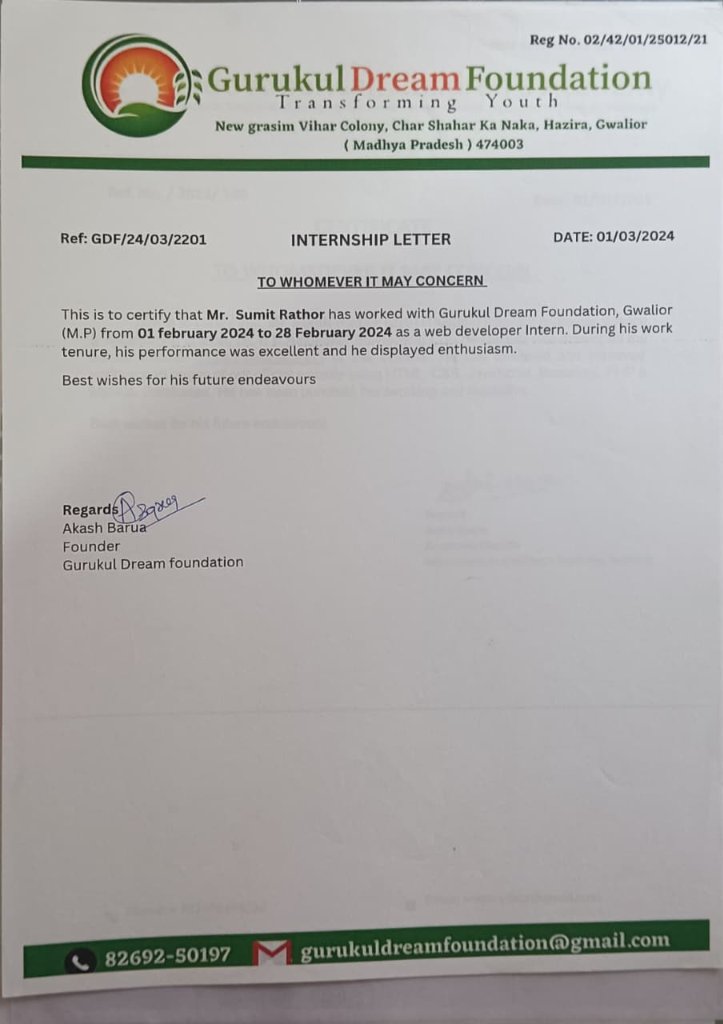 Reg No. 02/42/01/25012/21
Gurukul Dream Foundation
Transforming Youth
New grasim Vihar Colony, Char Shahar Ka Naka, Hazira, Gwalior
( Madhya Pradesh ) 474003
Ref: GDF/24/03/2201 INTERNSHIP LETTER DATE: 01/03/2024
TO WHOMEVER IT MAY CONCERN
This is to certify that Mr. Sumit Rathor has worked with Gurukul Dream Foundation, Gwalior
(M.P) from 01 february 2024 to 28 February 2024 as a web developer Intern. During his work
tenure, his performance was excellent and he displayed enthusiasm.
Best wishes for his future endeavours
Regards
Akash Barua
Founder
Gurukul Dream foundation
82692-50197 gurukuldreamfoundation@gmail.com